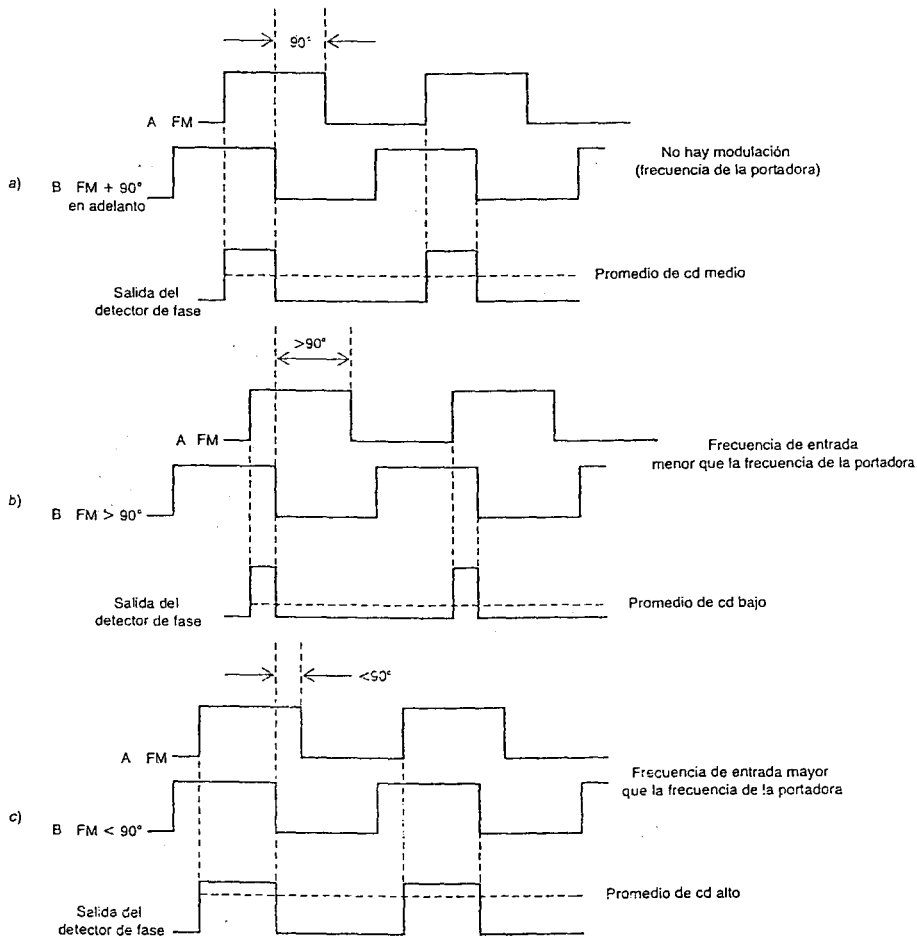 90°
A FM
No hay modulación
(frecuencia de la portadora)
a)
B FM + 90°
en adelanto
Promedio de cd medio
Salida del
detector de fase
>90°
A FM
Frecuencia de entrada
menor que la frecuencia de la portadora
b)
B FM > 90°
Salida del
detector de fase
Promedio de cd bajo
<90°
A FM
Frecuencia de entrada mayor
que la frecuencia de la portadora
c)
B FM < 90°
Promedio de cd alto
Salida del
detector de fase